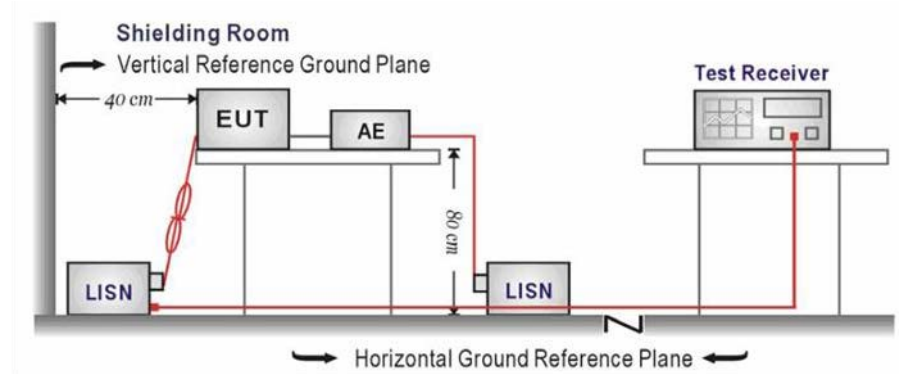 Shielding Room
Vertical Reference Ground Plane
Test Receiver
40 cm
EUT
AE
80 cm
LISN
LISN
Horizontal Ground Reference Plane